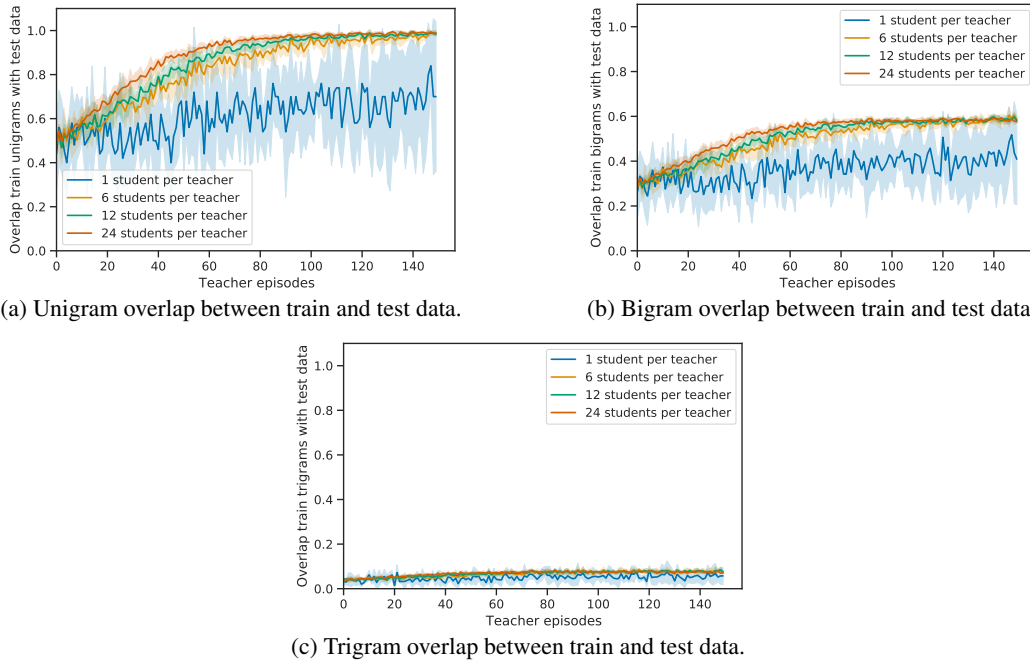 Overlap train unigrams with test data
1.0
0.8
0.6
0.4
0.2
0.0
1 student per teacher
6 students per teacher
12 students per teacher
24 students per teacher
0 20 40 60 80 100 120 140
Teacher episodes
(a) Unigram overlap between train and test data.
Overlap train bigrams with test data
1.0
0.8
0.6
0.4
0.2
0.0
1 student per teacher
6 students per teacher
12 students per teacher
24 students per teacher
0 20 40 60 80 100 120 140
Teacher episodes
(b) Bigram overlap between train and test data
Overlap train trigrams with test data
1.0
0.8
0.6
0.4
0.2
0.0
1 student per teacher
6 students per teacher
12 students per teacher
24 students per teacher
0 20 40 60 80 100 120 140
Teacher episodes
(c) Trigram overlap between train and test data.